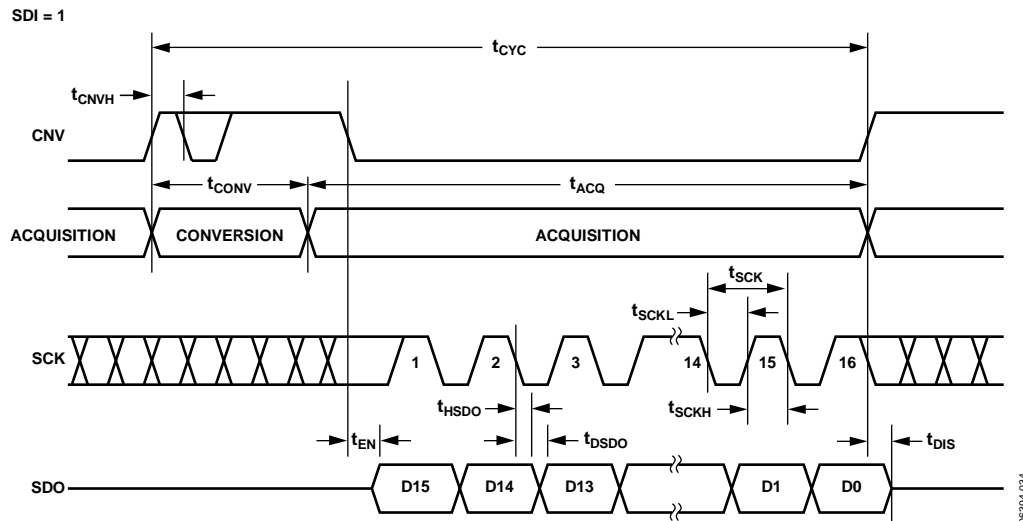 SDI = 1
tCYC
tCNVH
CNV
tCONV
tACQ
ACQUISITION CONVERSION ACQUISITION
tSCK
tSCKL
SCK 1 2 3 14 15 16
tHSDO
tSCKH
tEN
tDSDO
tDIS
SDO D15 D14 D13 D1 D0